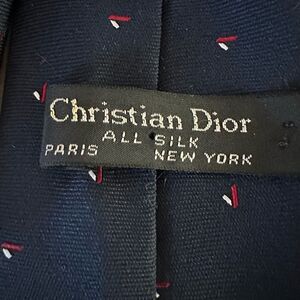 Christian Dior
ALL SILK
PARIS NEW YORK